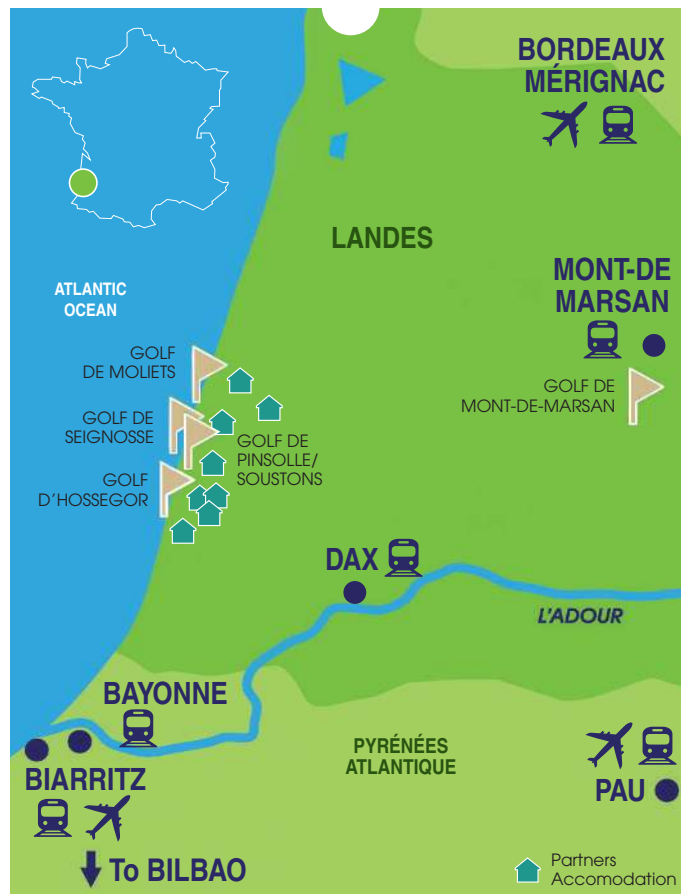 BORDEAUX
MÉRIGNAC
LANDES
ATLANTIC
OCEAN
MONT-DE
MARSAN
GOLF
DE MOLIETS
GOLF DE
MONT-DE-MARSAN
GOLF DE
SEIGNOSSE
GOLF DE
PINSOLLE/
SOUSTONS
GOLF
D'HOSSEGOR
DAX
L'ADOUR
BAYONNE
PYRÉNÉES
ATLANTIQUE
BIARRITZ
PAU
To BILBAO
Partners
Accomodation